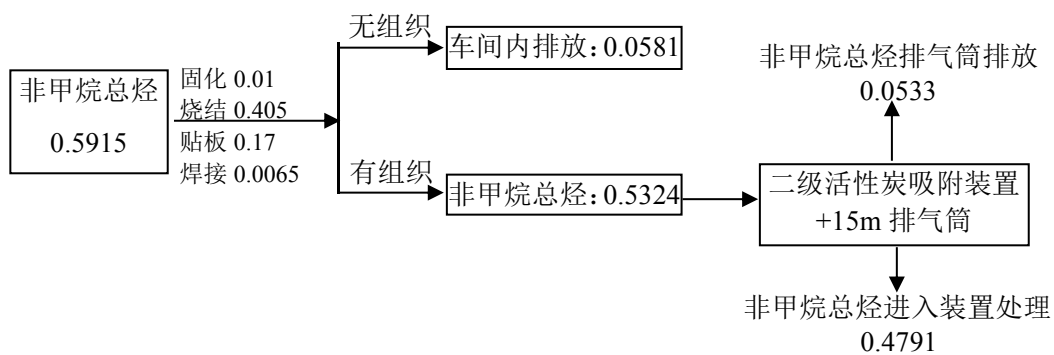 非甲烷总烃
0.5915
固化 0.01
烧结 0.405
贴板 0.17
焊接 0.0065
无组织
车间内排放：0.0581
有组织
非甲烷总烃：0.5324
非甲烷总烃排气筒排放
0.0533
二级活性炭吸附装置
+15m 排气筒
非甲烷总烃进入装置处理
0.4791